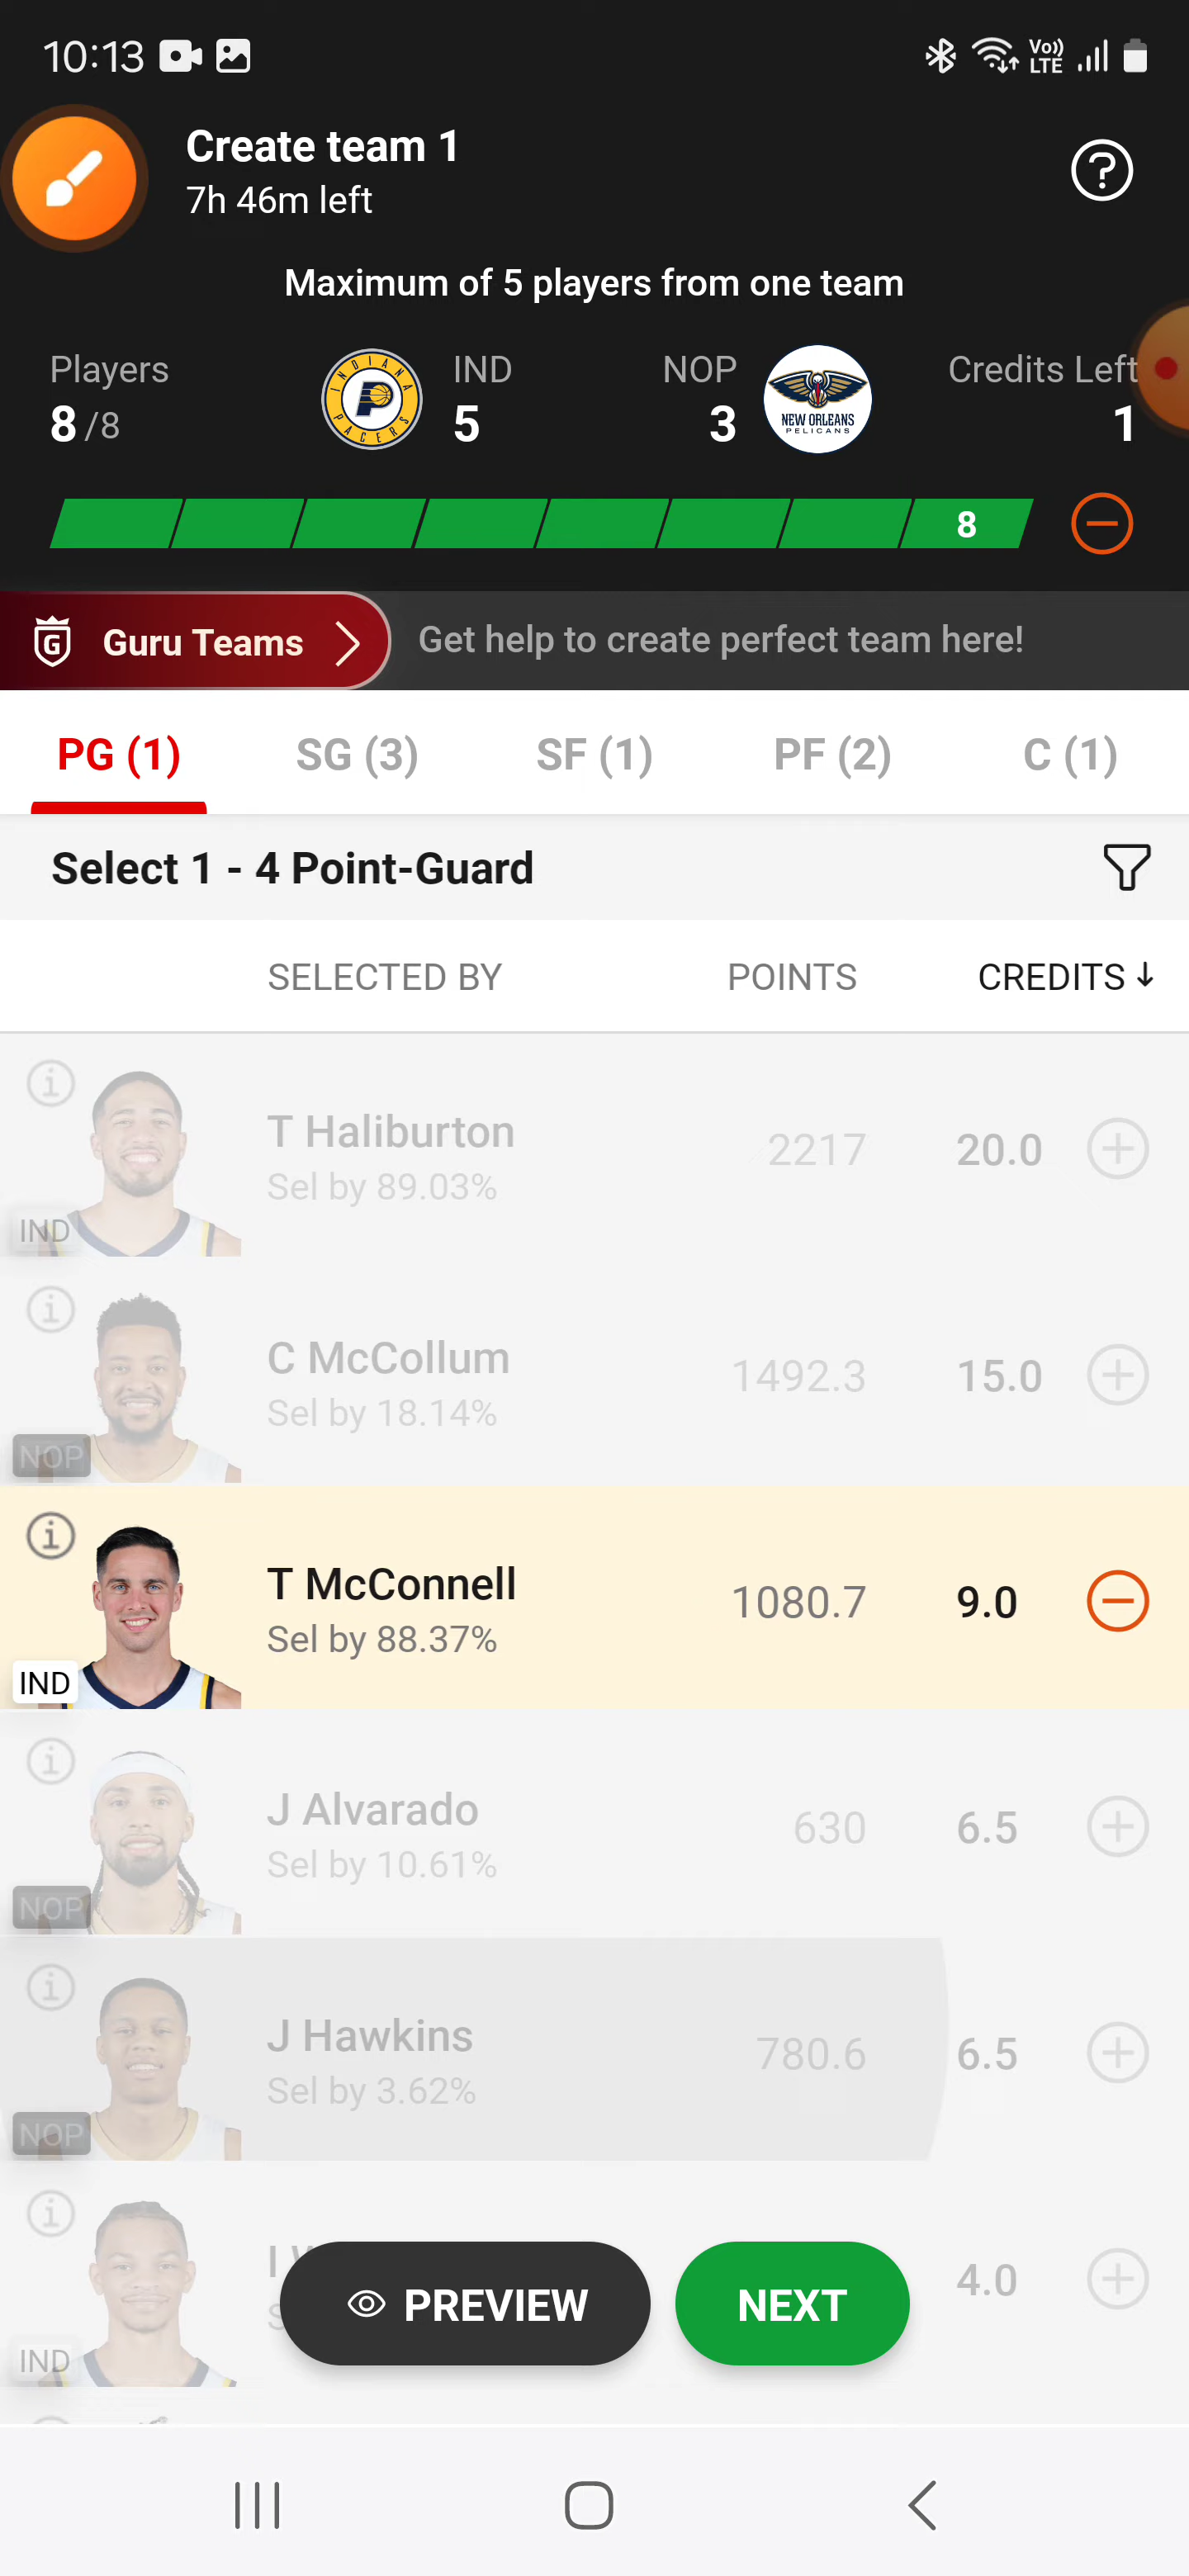 10:13
Vo))
LTE
Create team 1
7h 46m left
Maximum of 5 players from one team
Players
8 /8
INDIANA
PACERS
IND
5
NOP
3
NEW ORLEANS
PELICANS
Credits Left
1
8
G
Guru Teams
Get help to create perfect team here!
PG (1)
SG (3)
SF (1)
PF (2)
C (1)
Select 1 - 4 Point-Guard
SELECTED BY
POINTS
CREDITS ↓
T Haliburton
Sel by 89.03%
2217
20.0
IND
C McCollum
Sel by 18.14%
1492.3
15.0
NOP
T McConnell
Sel by 88.37%
1080.7
9.0
IND
J Alvarado
Sel by 10.61%
630
6.5
NOP
J Hawkins
Sel by 3.62%
780.6
6.5
NOP
I
4.0
IND
PREVIEW
NEXT